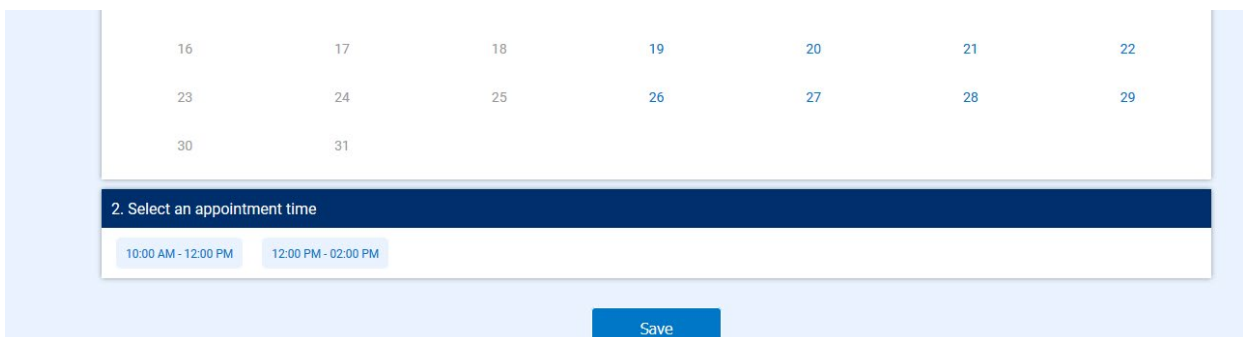 16 17 18 19 20 21 22
23 24 25 26 27 28 29
30 31
2. Select an appointment time
10:00 AM - 12:00 PM 12:00 PM - 02:00 PM
Save